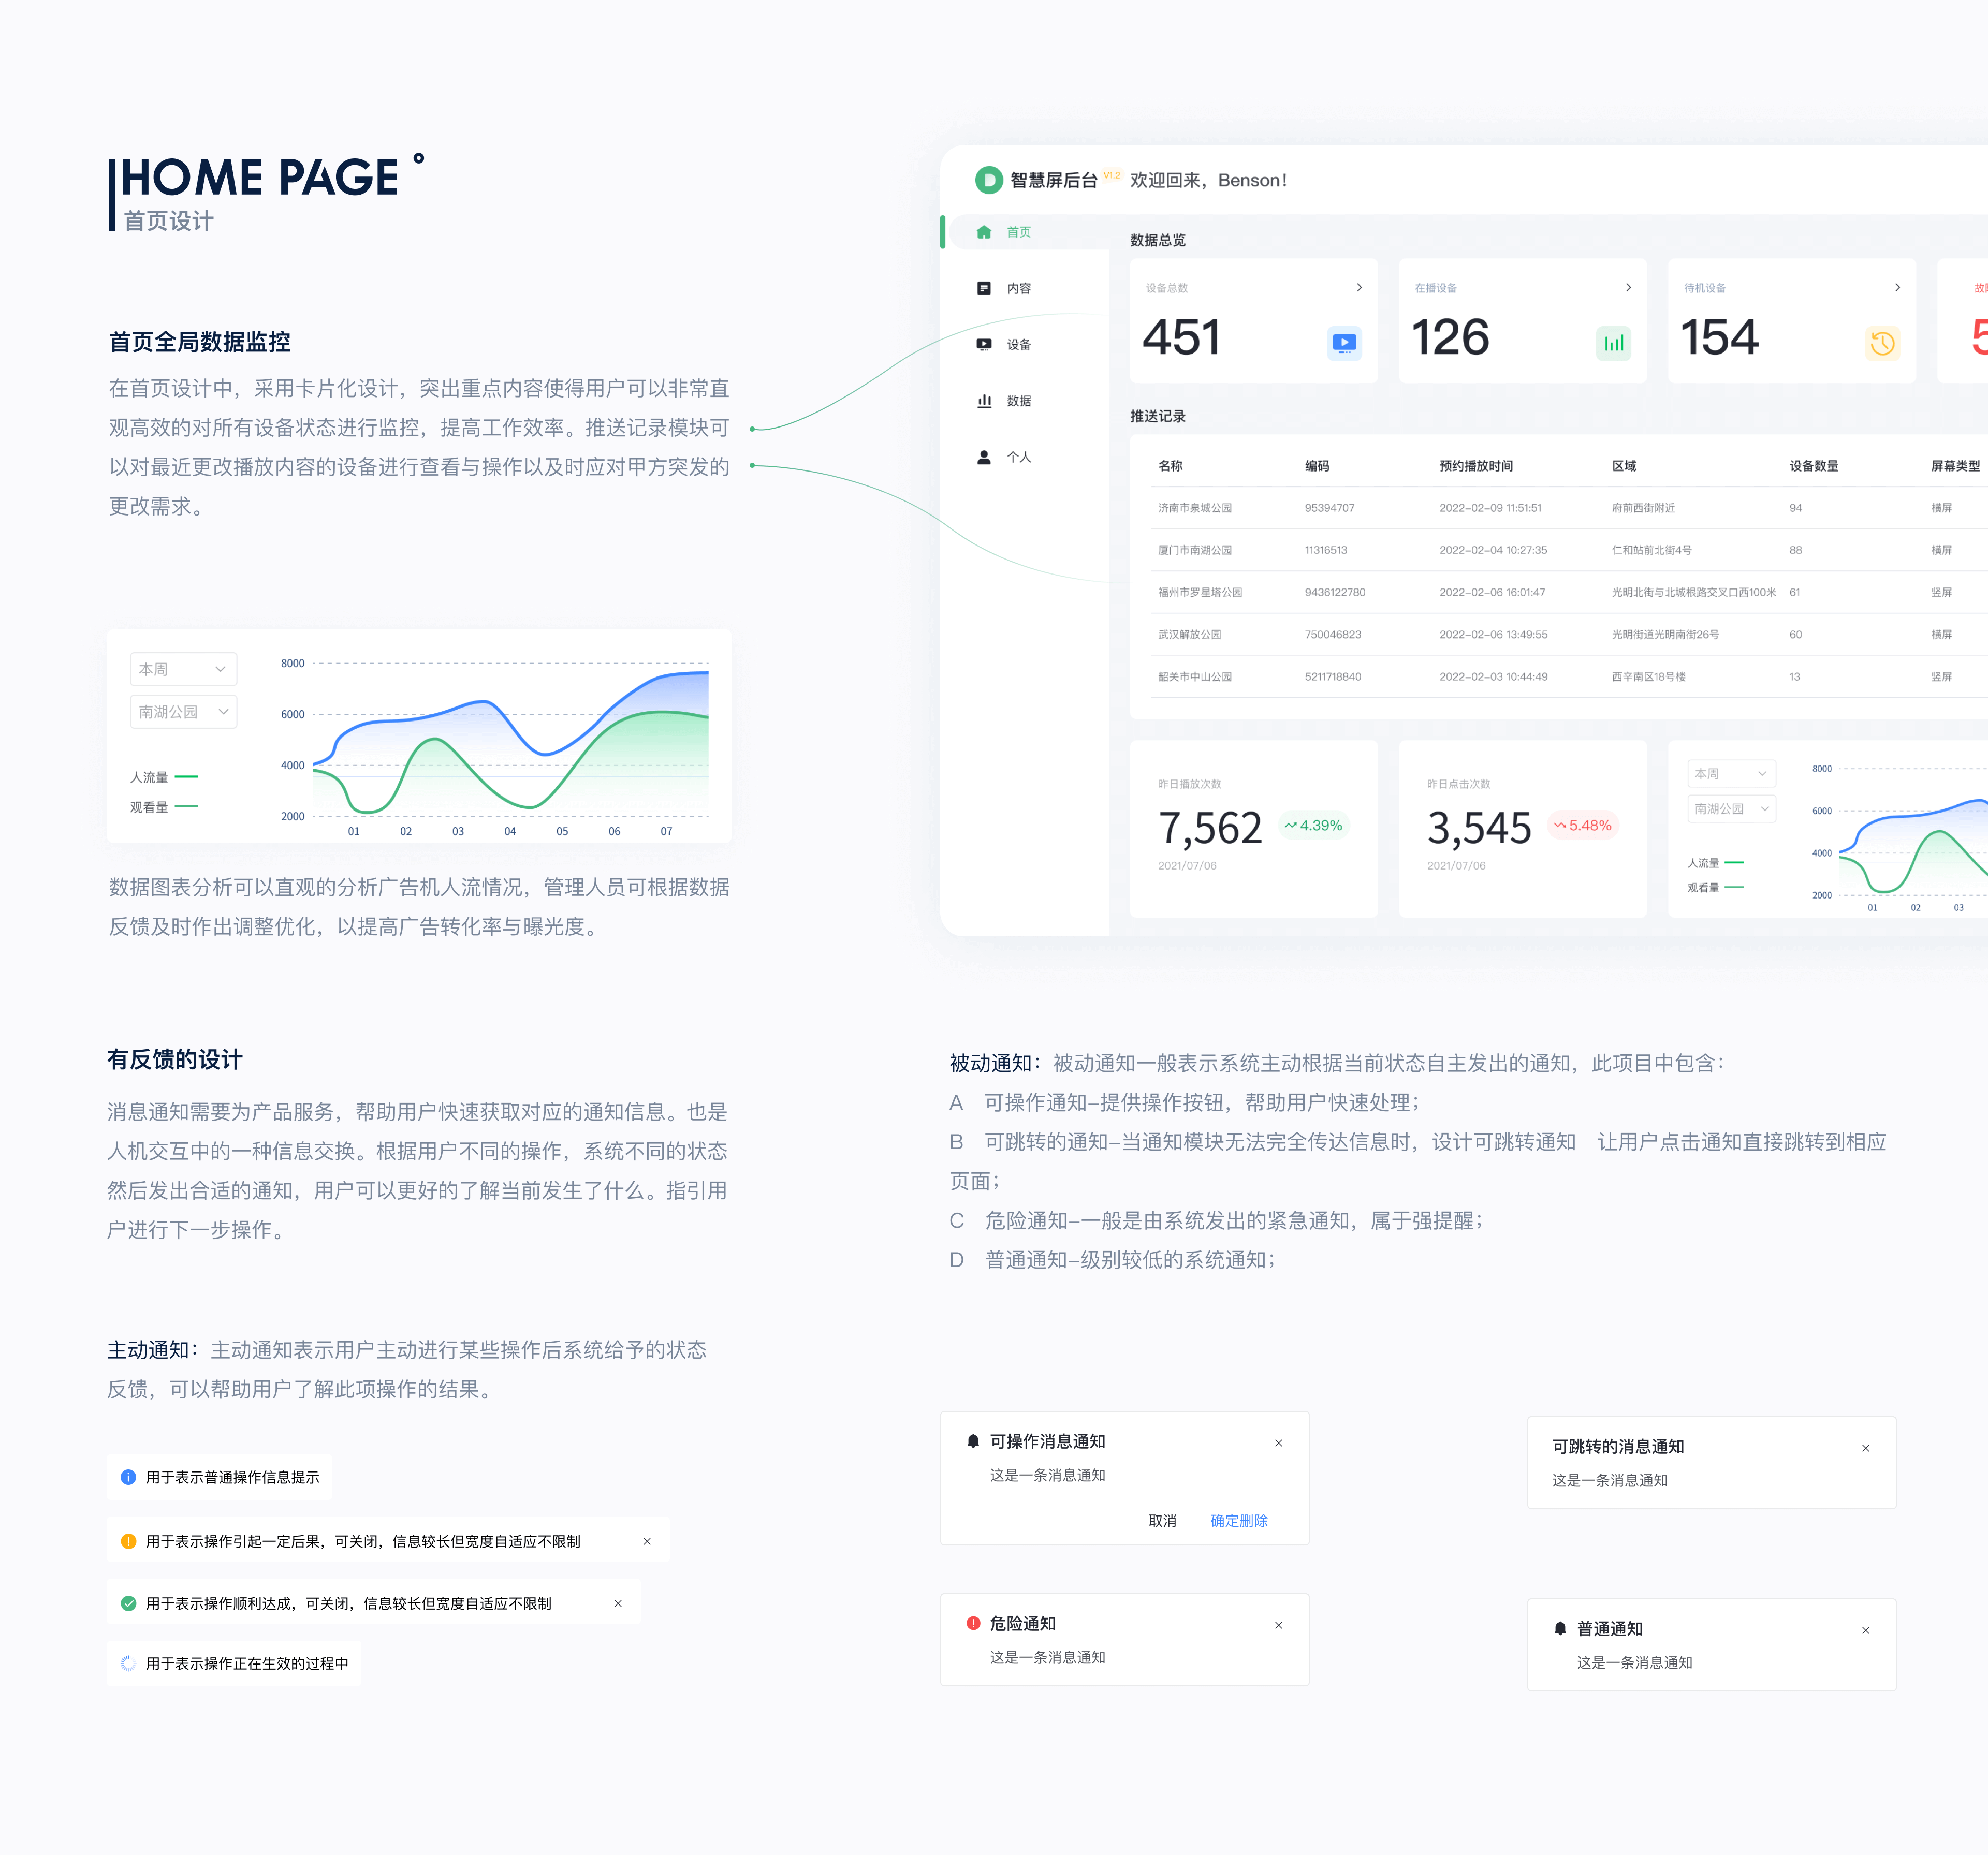 HOME PAGE
首页设计
首页全局数据监控
在首页设计中，采用卡片化设计，突出重点内容使得用户可以非常直
观高效的对所有设备状态进行监控，提高工作效率。推送记录模块可
以对最近更改播放内容的设备进行查看与操作以及时应对甲方突发的
更改需求。
本周
南湖公园
人流量
观看量
8000
6000
4000
2000
01 02 03 04 05 06 07
数据图表分析可以直观的分析广告机人流情况，管理人员可根据数据
反馈及时作出调整优化，以提高广告转化率与曝光度。
智慧屏后台 V1.2 欢迎回来，Benson！
首页
内容
设备
数据
个人
数据总览
设备总数
451
在播设备
126
待机设备
154
推送记录
名称 编码 预约播放时间 区域 设备数量 屏幕类型
济南市泉城公园 95394707 2022-02-09 11:51:51 府前西街附近 94 横屏
厦门市南湖公园 11316513 2022-02-04 10:27:35 仁和站前北街4号 88 横屏
福州市罗星塔公园 9436122780 2022-02-06 16:01:47 光明北街与北城根路交叉口西100米 61 竖屏
武汉解放公园 750046823 2022-02-06 13:49:55 光明街道光明南街26号 60 横屏
韶关市中山公园 5211718840 2022-02-03 10:44:49 西辛南区18号楼 13 竖屏
昨日播放次数
7,562 4.39%
2021/07/06
昨日点击次数
3,545 5.48%
2021/07/06
本周
南湖公园
人流量
观看量
8000
6000
4000
2000
01 02 03
有反馈的设计
消息通知需要为产品服务，帮助用户快速获取对应的通知信息。也是
人机交互中的一种信息交换。根据用户不同的操作，系统不同的状态
然后发出合适的通知，用户可以更好的了解当前发生了什么。指引用
户进行下一步操作。
主动通知：主动通知表示用户主动进行某些操作后系统给予的状态
反馈，可以帮助用户了解此项操作的结果。
用于表示普通操作信息提示
用于表示操作引起一定后果，可关闭，信息较长但宽度自适应不限制
用于表示操作顺利达成，可关闭，信息较长但宽度自适应不限制
用于表示操作正在生效的过程中
被动通知：被动通知一般表示系统主动根据当前状态自主发出的通知，此项目中包含：
A 可操作通知-提供操作按钮，帮助用户快速处理；
B 可跳转的通知-当通知模块无法完全传达信息时，设计可跳转通知 让用户点击通知直接跳转到相应
页面；
C 危险通知-一般是由系统发出的紧急通知，属于强提醒；
D 普通通知-级别较低的系统通知；
可操作消息通知
这是一条消息通知
取消 确定删除
可跳转的消息通知
这是一条消息通知
危险通知
这是一条消息通知
普通通知
这是一条消息通知